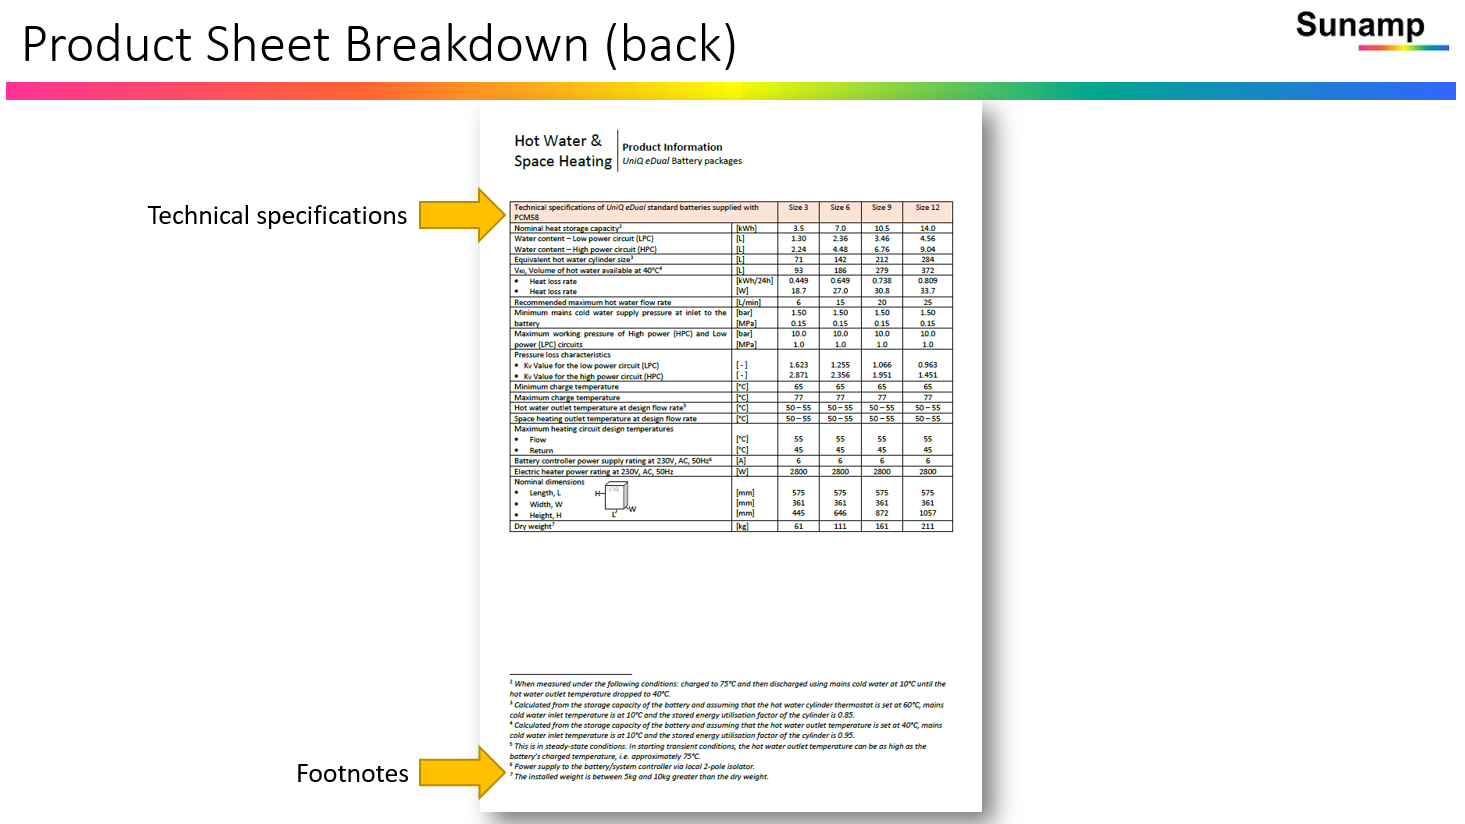 Product Sheet Breakdown (back)
Sunamp
Hot Water &
Space Heating
Product Information
UniQ eDual Battery packages
Technical specifications
Technical specifications of UniQ eDual standard batteries supplied with PCM58 Size 3 Size 6 Size 9 Size 12
Nominal heat storage capacity² [kWh] 3.5 7.0 10.5 14.0
Water content – Low power circuit (LPC) [L] 1.30 2.36 3.46 4.56
Water content – High power circuit (HPC) [L] 2.24 4.48 6.76 9.04
Equivalent hot water cylinder size³ [L] 71 142 212 284
V₄₀, Volume of hot water available at 40°C⁴ [L] 93 186 279 372
• Heat loss rate [kWh/24h] 0.449 0.649 0.738 0.809
• Heat loss rate [W] 18.7 27.0 30.8 33.7
Recommended maximum hot water flow rate [L/min] 6 15 20 25
Minimum mains cold water supply pressure at inlet to the [bar] 1.50 1.50 1.50 1.50
battery [MPa] 0.15 0.15 0.15 0.15
Maximum working pressure of High power (HPC) and Low [bar] 10.0 10.0 10.0 10.0
power (LPC) circuits [MPa] 1.0 1.0 1.0 1.0
Pressure loss characteristics
• Kv Value for the low power circuit (LPC) [ - ] 1.623 1.255 1.066 0.963
• Kv Value for the high power circuit (HPC) [ - ] 2.871 2.356 1.951 1.451
Minimum charge temperature [°C] 65 65 65 65
Maximum charge temperature [°C] 77 77 77 77
Hot water outlet temperature at design flow rate⁵ [°C] 50 – 55 50 – 55 50 – 55 50 – 55
Space heating outlet temperature at design flow rate [°C] 50 – 55 50 – 55 50 – 55 50 – 55
Maximum heating circuit design temperatures
• Flow [°C] 55 55 55 55
• Return [°C] 45 45 45 45
Battery controller power supply rating at 230V, AC, 50Hz⁶ [A] 6 6 6 6
Electric heater power rating at 230V, AC, 50Hz [W] 2800 2800 2800 2800
Nominal dimensions
• Length, L [mm] 575 575 575 575
• Width, W [mm] 361 361 361 361
• Height, H [mm] 445 646 872 1057
H
L
W
Dry weight⁷ [kg] 61 111 161 211
² When measured under the following conditions: charged to 75°C and then discharged using mains cold water at 10°C until the
hot water outlet temperature dropped to 40°C.
³ Calculated from the storage capacity of the battery and assuming that the hot water cylinder thermostat is set at 60°C, mains
cold water inlet temperature is at 10°C and the stored energy utilisation factor of the cylinder is 0.85.
⁴ Calculated from the storage capacity of the battery and assuming that the hot water outlet temperature is set at 40°C, mains
cold water inlet temperature is at 10°C and the stored energy utilisation factor of the cylinder is 0.95.
⁵ This is in steady-state conditions. In starting transient conditions, the hot water outlet temperature can be as high as the
battery's charged temperature, i.e. approximately 75°C.
⁶ Power supply to the battery/system controller via local 2-pole isolator.
⁷ The installed weight is between 5kg and 10kg greater than the dry weight.
Footnotes